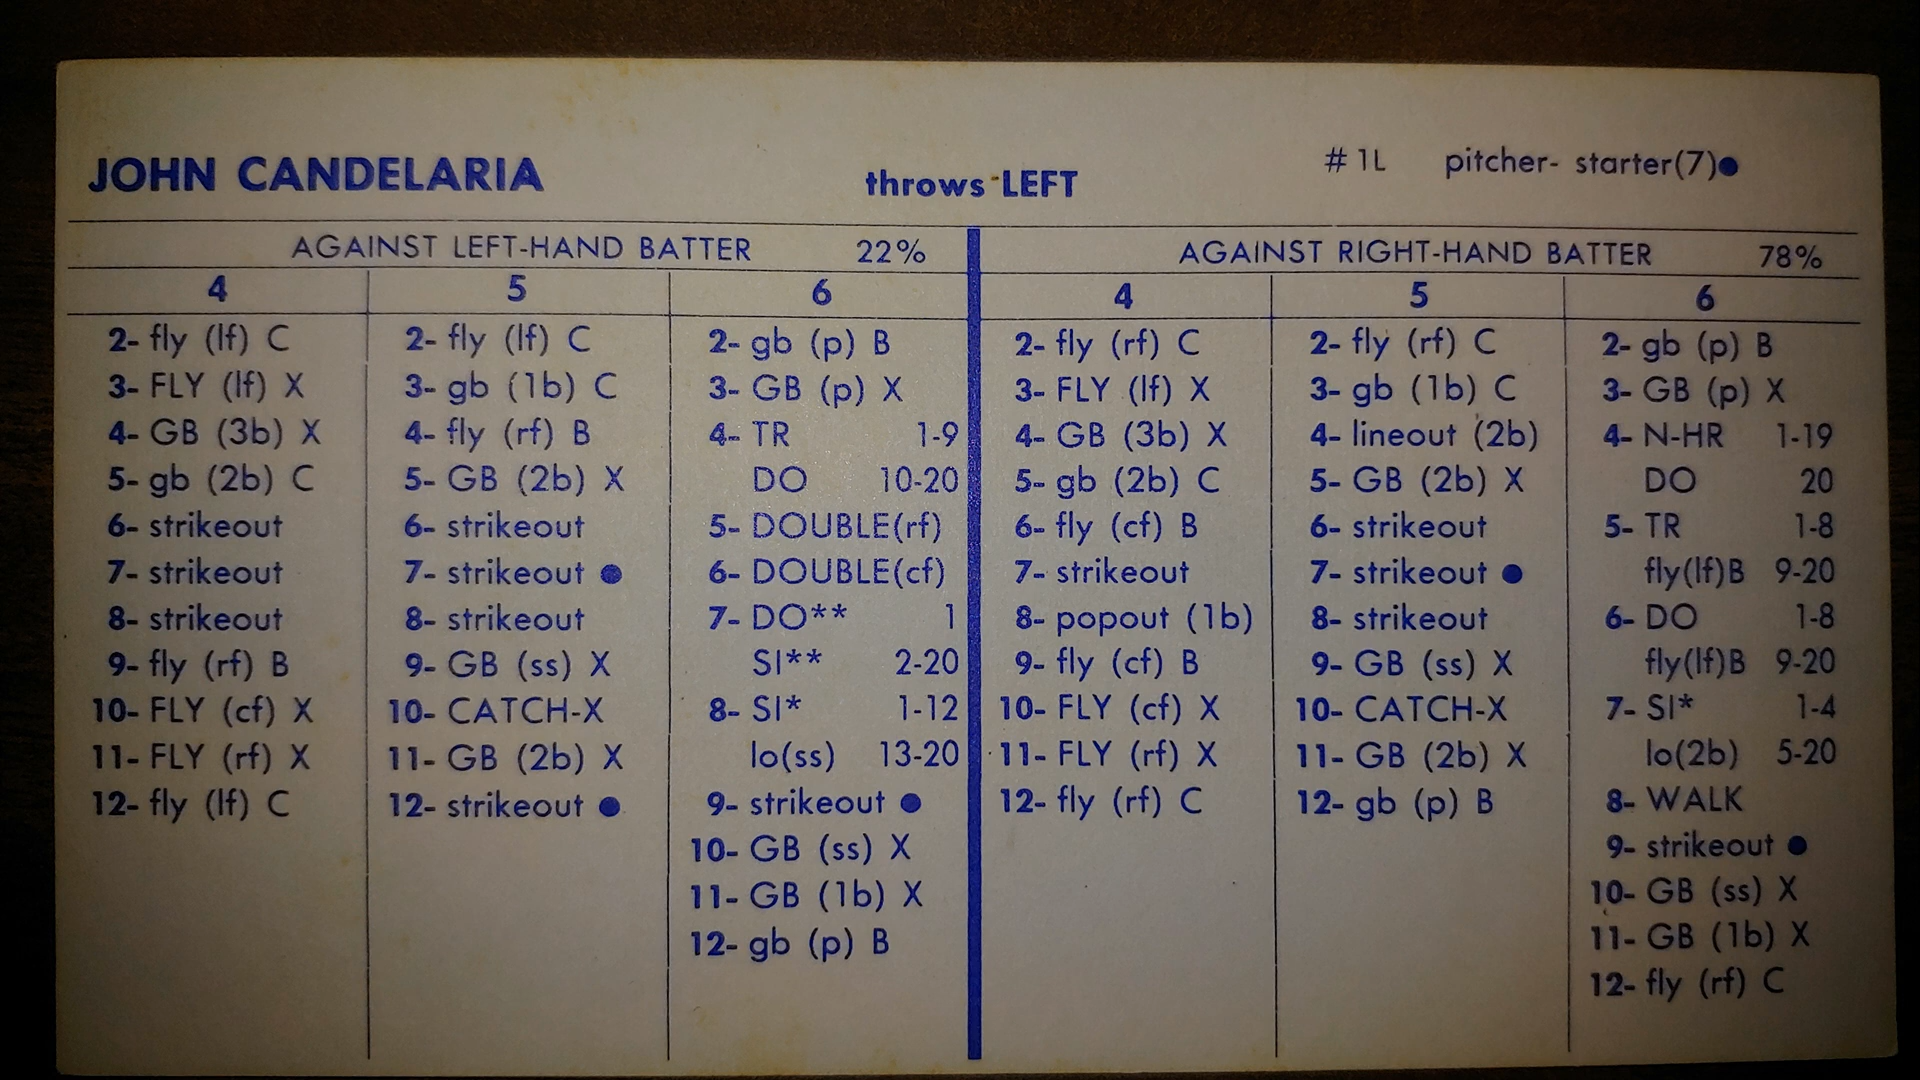 JOHN CANDELARIA throws LEFT # 1L pitcher- starter(7)●
AGAINST LEFT-HAND BATTER 22%
4
2- fly (lf) C
3- FLY (lf) X
4- GB (3b) X
5- gb (2b) C
6- strikeout
7- strikeout
8- strikeout
9- fly (rf) B
10- FLY (cf) X
11- FLY (rf) X
12- fly (lf) C
5
2- fly (lf) C
3- gb (1b) C
4- fly (rf) B
5- GB (2b) X
6- strikeout
7- strikeout ●
8- strikeout
9- GB (ss) X
10- CATCH-X
11- GB (2b) X
12- strikeout ●
6
2- gb (p) B
3- GB (p) X
4- TR 1-9
DO 10-20
5- DOUBLE(rf)
6- DOUBLE(cf)
7- DO** 1
SI** 2-20
8- SI* 1-12
lo(ss) 13-20
9- strikeout ●
10- GB (ss) X
11- GB (1b) X
12- gb (p) B
AGAINST RIGHT-HAND BATTER 78%
4
2- fly (rf) C
3- FLY (lf) X
4- GB (3b) X
5- gb (2b) C
6- fly (cf) B
7- strikeout
8- popout (1b)
9- fly (cf) B
10- FLY (cf) X
11- FLY (rf) X
12- fly (rf) C
5
2- fly (rf) C
3- gb (1b) C
4- lineout (2b)
5- GB (2b) X
6- strikeout
7- strikeout ●
8- strikeout
9- GB (ss) X
10- CATCH-X
11- GB (2b) X
12- gb (p) B
6
2- gb (p) B
3- GB (p) X
4- N-HR 1-19
DO 20
5- TR 1-8
fly(lf)B 9-20
6- DO 1-8
fly(lf)B 9-20
7- SI* 1-4
lo(2b) 5-20
8- WALK
9- strikeout ●
10- GB (ss) X
11- GB (1b) X
12- fly (rf) C